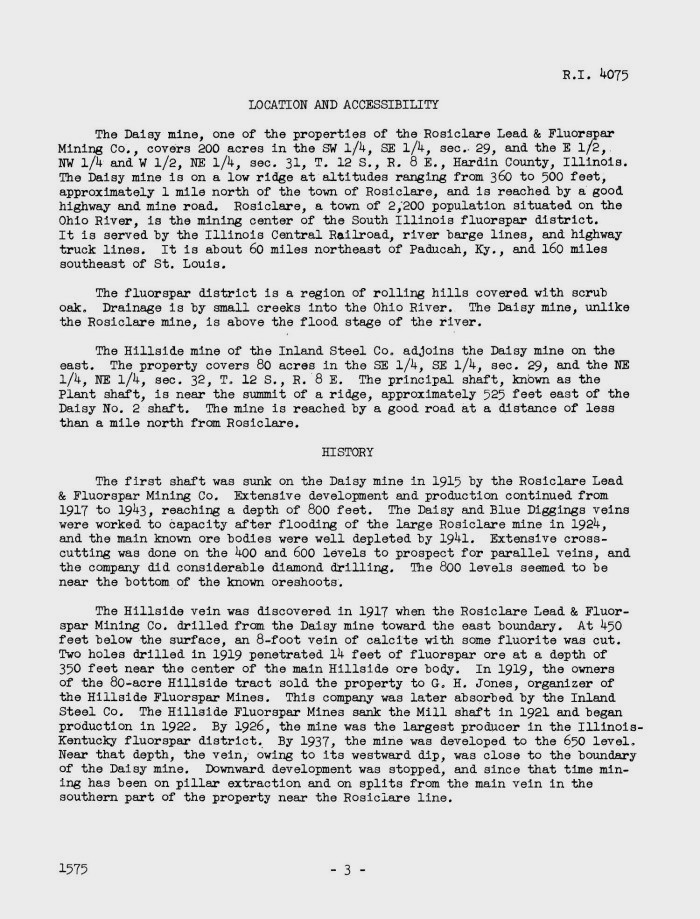 R.I. 4075
LOCATION AND ACCESSIBILITY
The Daisy mine, one of the properties of the Rosiclare Lead & Fluorspar
Mining Co., covers 200 acres in the SW 1/4, SE 1/4, sec. 29, and the E 1/2,
NW 1/4 and W 1/2, NE 1/4, sec. 31, T. 12 S., R. 8 E., Hardin County, Illinois.
The Daisy mine is on a low ridge at altitudes ranging from 360 to 500 feet,
approximately 1 mile north of the town of Rosiclare, and is reached by a good
highway and mine road. Rosiclare, a town of 2,200 population situated on the
Ohio River, is the mining center of the South Illinois fluorspar district.
It is served by the Illinois Central Railroad, river barge lines, and highway
truck lines. It is about 60 miles northeast of Paducah, Ky., and 160 miles
southeast of St. Louis.
The fluorspar district is a region of rolling hills covered with scrub
oak. Drainage is by small creeks into the Ohio River. The Daisy mine, unlike
the Rosiclare mine, is above the flood stage of the river.
The Hillside mine of the Inland Steel Co. adjoins the Daisy mine on the
east. The property covers 80 acres in the SE 1/4, SE 1/4, sec. 29, and the NE
1/4, NE 1/4, sec. 32, T. 12 S., R. 8 E. The principal shaft, known as the
Plant shaft, is near the summit of a ridge, approximately 525 feet east of the
Daisy No. 2 shaft. The mine is reached by a good road at a distance of less
than a mile north from Rosiclare.
HISTORY
The first shaft was sunk on the Daisy mine in 1915 by the Rosiclare Lead
& Fluorspar Mining Co. Extensive development and production continued from
1917 to 1943, reaching a depth of 800 feet. The Daisy and Blue Diggings veins
were worked to capacity after flooding of the large Rosiclare mine in 1924,
and the main known ore bodies were well depleted by 1941. Extensive cross-
cutting was done on the 400 and 600 levels to prospect for parallel veins, and
the company did considerable diamond drilling. The 800 levels seemed to be
near the bottom of the known oreshoots.
The Hillside vein was discovered in 1917 when the Rosiclare Lead & Fluor-
spar Mining Co. drilled from the Daisy mine toward the east boundary. At 450
feet below the surface, an 8-foot vein of calcite with some fluorite was cut.
Two holes drilled in 1919 penetrated 14 feet of fluorspar ore at a depth of
350 feet near the center of the main Hillside ore body. In 1919, the owners
of the 80-acre Hillside tract sold the property to G. H. Jones, organizer of
the Hillside Fluorspar Mines. This company was later absorbed by the Inland
Steel Co. The Hillside Fluorspar Mines sank the Mill shaft in 1921 and began
production in 1922. By 1926, the mine was the largest producer in the Illinois-
Kentucky fluorspar district. By 1937, the mine was developed to the 650 level.
Near that depth, the vein, owing to its westward dip, was close to the boundary
of the Daisy mine. Downward development was stopped, and since that time min-
ing has been on pillar extraction and on splits from the main vein in the
southern part of the property near the Rosiclare line.
1575
- 3 -